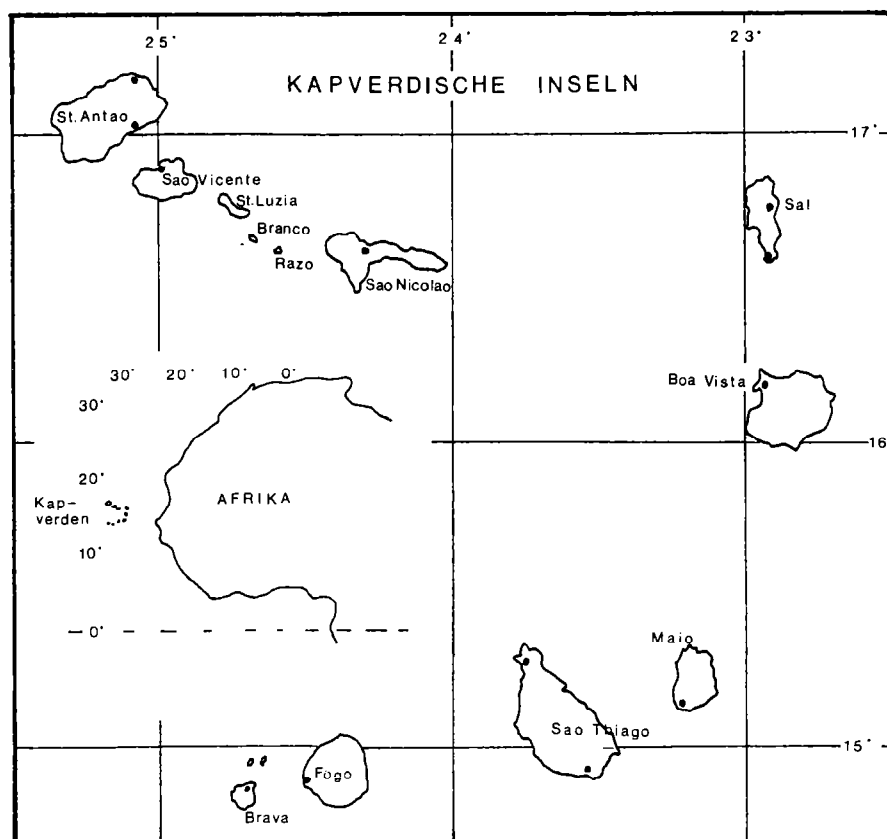 25° 24° 23°
KAPVERDISCHE INSELN
St. Antao
17°
Sao Vicente
St. Luzia
Sal
Branco
Razo
Sao Nicolao
30° 20° 10° 0°
Boa Vista
30°
16°
20°
Kap-
verden
AFRIKA
10°
0°
Maio
Sao Thiago
15°
Fogo
Brava